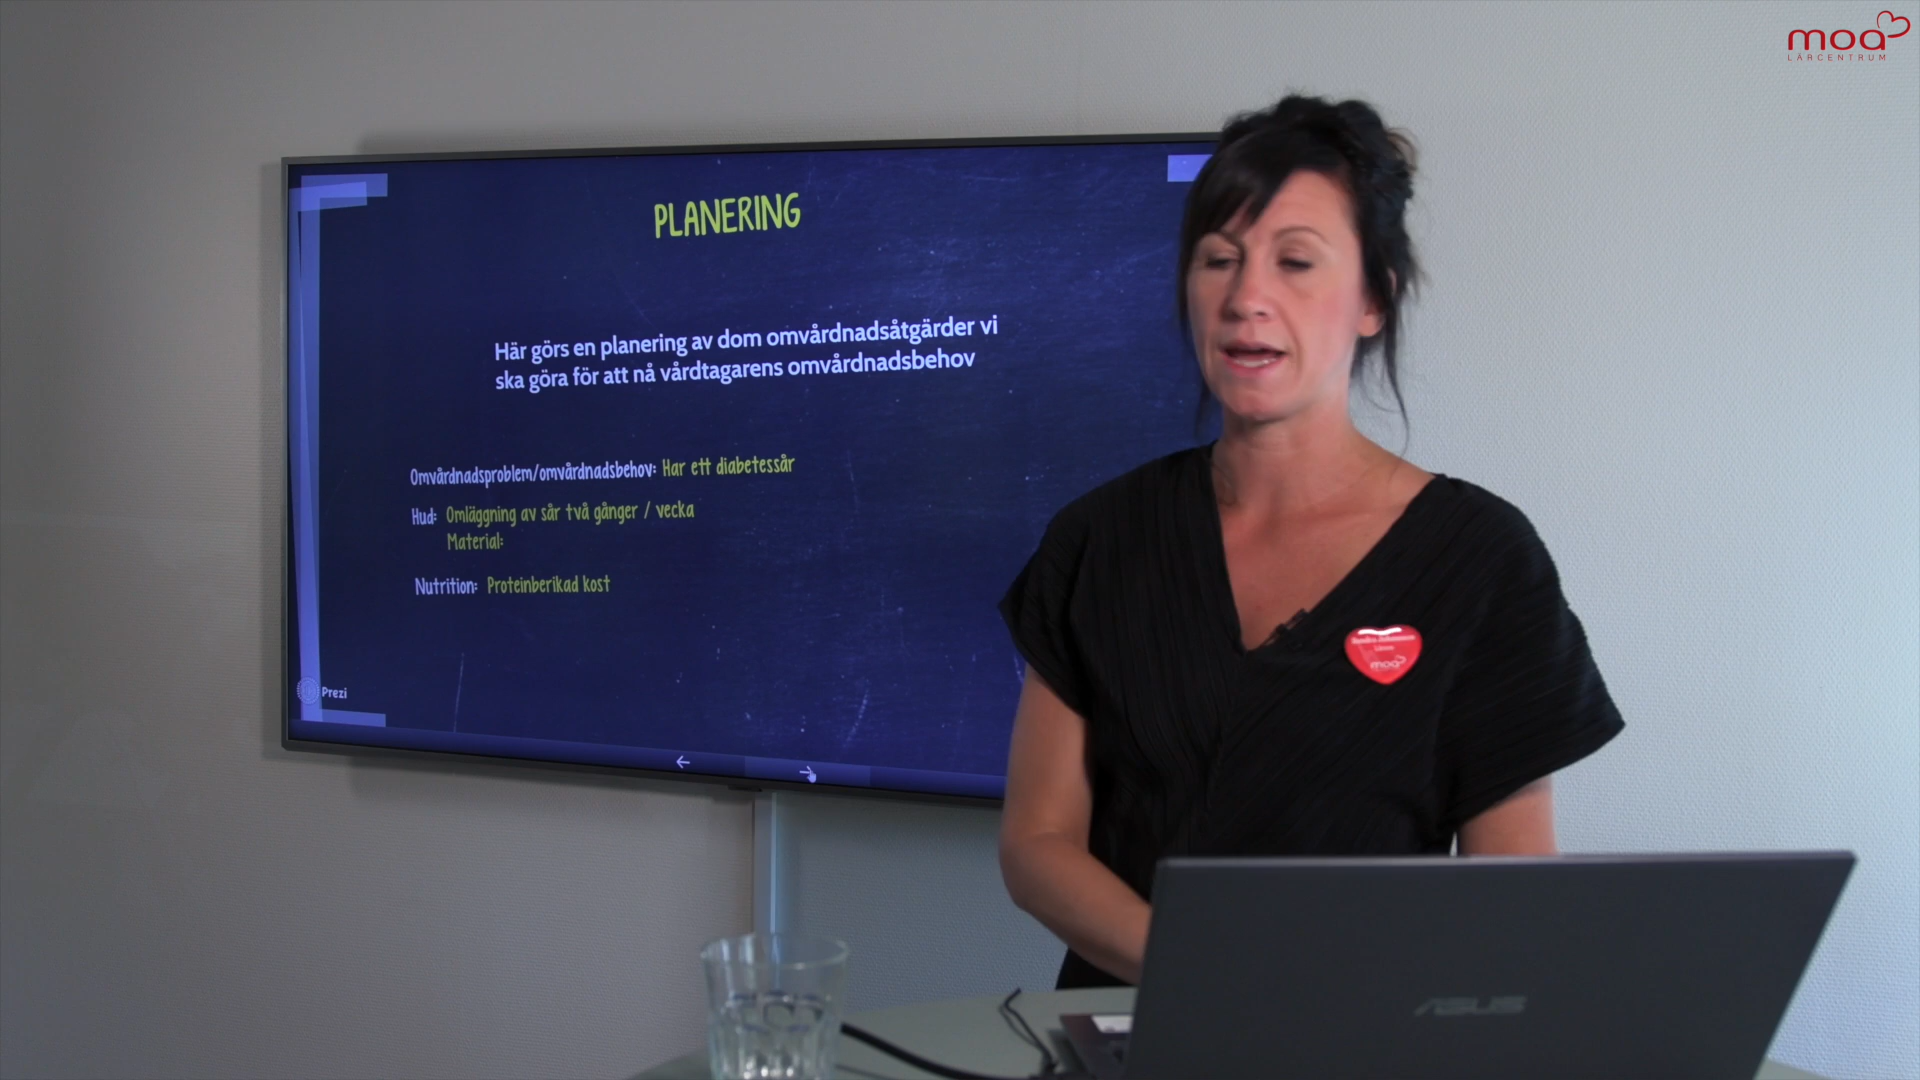 moa
LÄRCENTRUM
PLANERING
Här görs en planering av dom omvårdnadsåtgärder vi
ska göra för att nå vårdtagarens omvårdnadsbehov
Omvårdnadsproblem/omvårdnadsbehov: Har ett diabetessår
Hud: Omläggning av sår två gånger / vecka
Material:
Nutrition: Proteinberikad kost
Prezi
moa
ASUS